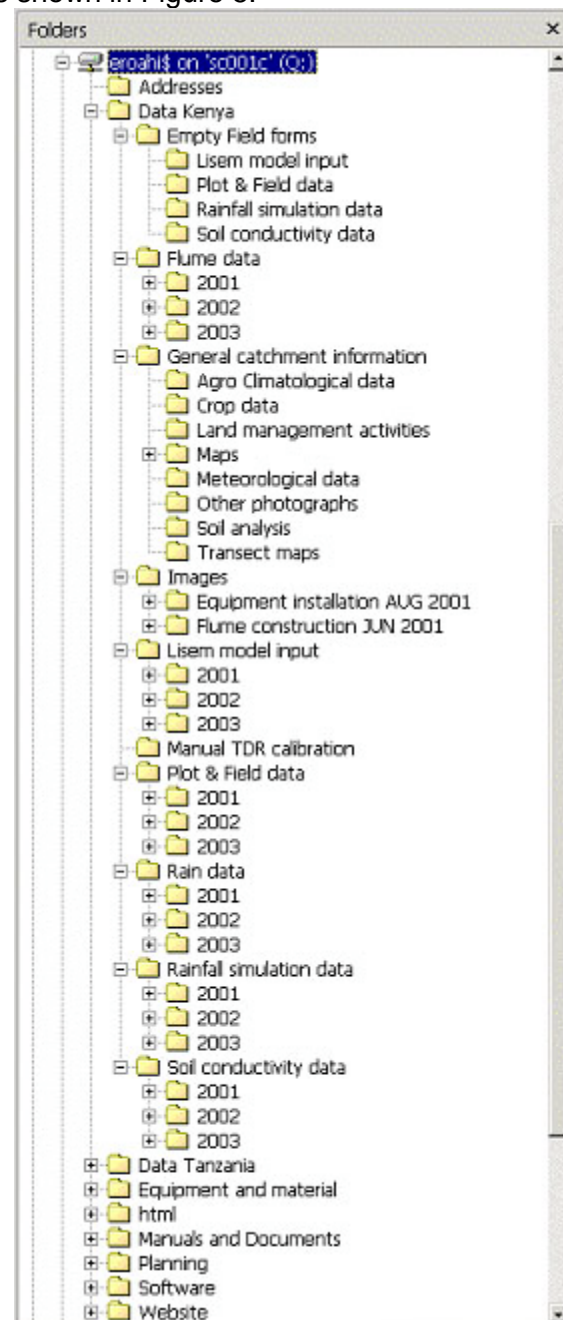 s shown in Figure 3.
Folders
eroahi$ on 'sc001c' (Q:)
Addresses
Data Kenya
Empty Field forms
Lisem model input
Plot & Field data
Rainfall simulation data
Soil conductivity data
Flume data
2001
2002
2003
General catchment information
Agro Climatological data
Crop data
Land management activities
Maps
Meteorological data
Other photographs
Soil analysis
Transect maps
Images
Equipment installation AUG 2001
Flume construction JUN 2001
Lisem model input
2001
2002
2003
Manual TDR calibration
Plot & Field data
2001
2002
2003
Rain data
2001
2002
2003
Rainfall simulation data
2001
2002
2003
Soil conductivity data
2001
2002
2003
Data Tanzania
Equipment and material
html
Manuals and Documents
Planning
Software
Website